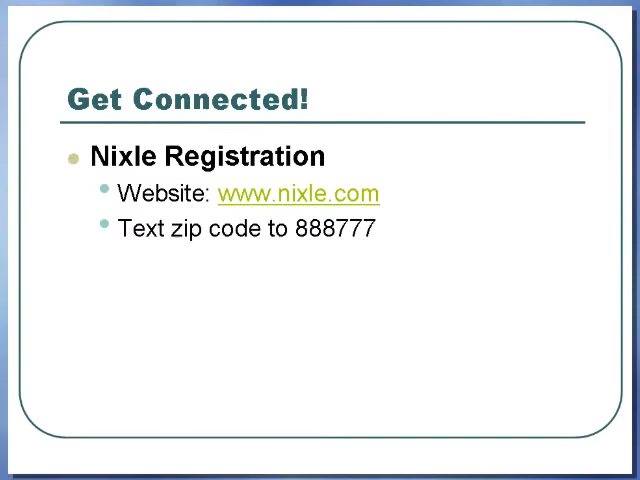 Get Connected!
Nixle Registration
Website: www.nixle.com
Text zip code to 888777